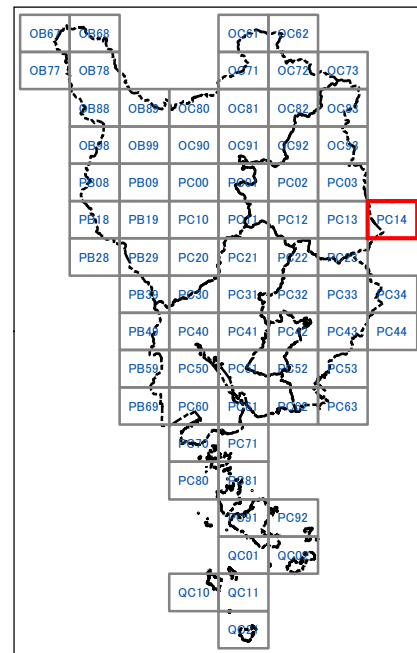 OB67 OB68 OC61 OC62
OB77 OB78 OC71 OC72 OC73
OB88 OB89 OC80 OC81 OC82 OC83
OB98 OB99 OC90 OC91 OC92 OC93
PB08 PB09 PC00 PC01 PC02 PC03
PB18 PB19 PC10 PC11 PC12 PC13 PC14
PB28 PB29 PC20 PC21 PC22 PC23
PB39 PC30 PC31 PC32 PC33 PC34
PB49 PC40 PC41 PC42 PC43 PC44
PB59 PC50 PC51 PC52 PC53
PB69 PC60 PC61 PC62 PC63
PC70 PC71
PC80 PC81
PC91 PC92
QC01 QC02
QC10 QC11
QC21